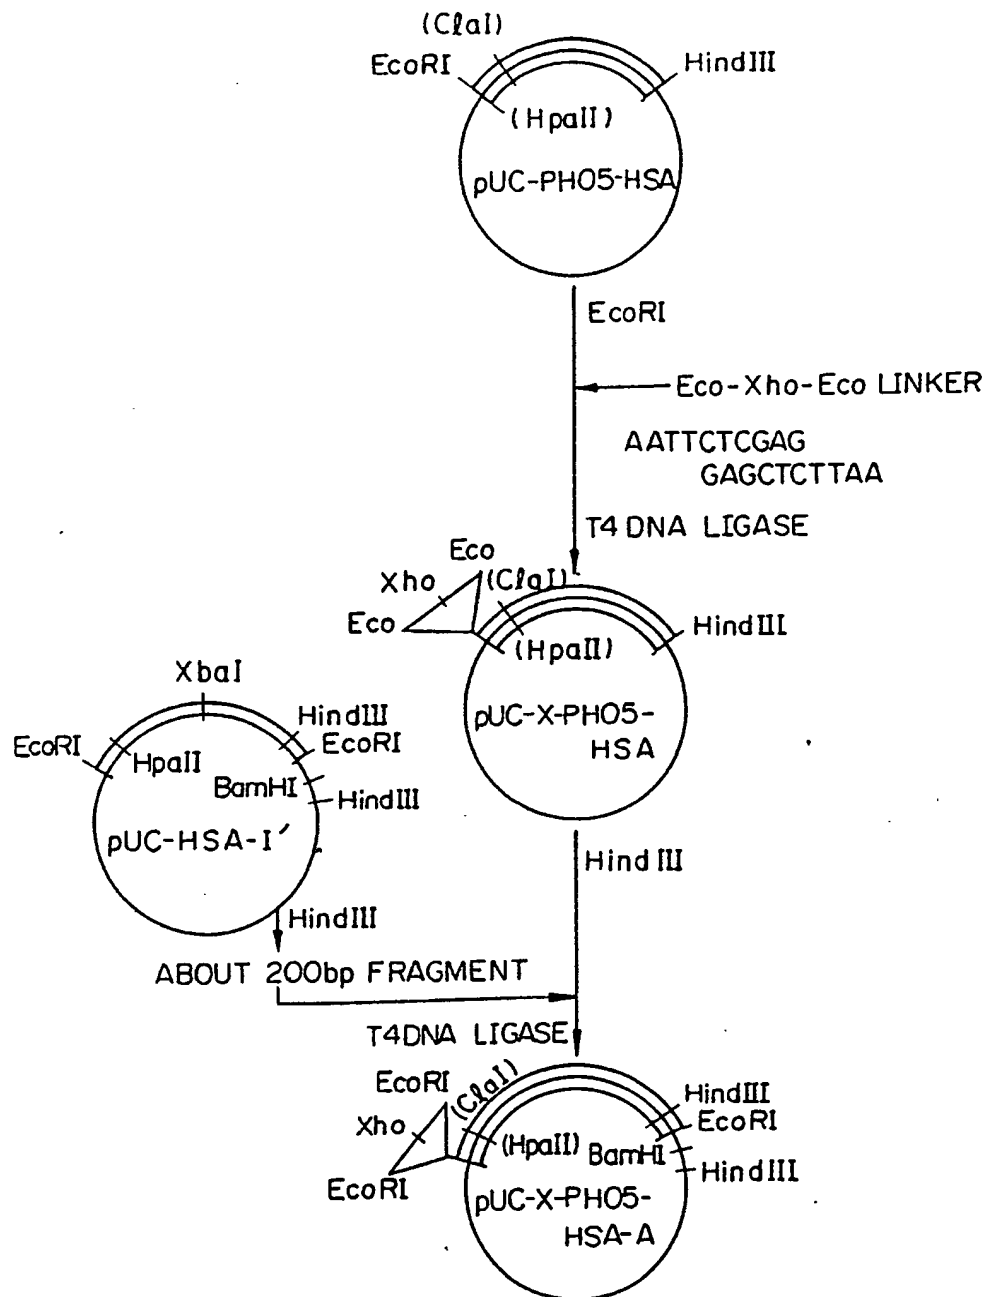 (ClaI)
EcoRI
HindIII
(HpaII)
pUC-PHO5-HSA
EcoRI
Eco-Xho-Eco LINKER
AATTCTCGAG
GAGCTCTTAA
T4 DNA LIGASE
Eco
Xho
(ClaI)
Eco
HindIII
(HpaII)
pUC-X-PHO5-
HSA
XbaI
HindIII
EcoRI
EcoRI
HpaII
BamHI
HindIII
pUC-HSA-I′
HindIII
HindIII
ABOUT 200bp FRAGMENT
T4DNA LIGASE
EcoRI
(ClaI)
Xho
HindIII
EcoRI
(HpaII)
BamHI
HindIII
EcoRI
pUC-X-PHO5-
HSA-A